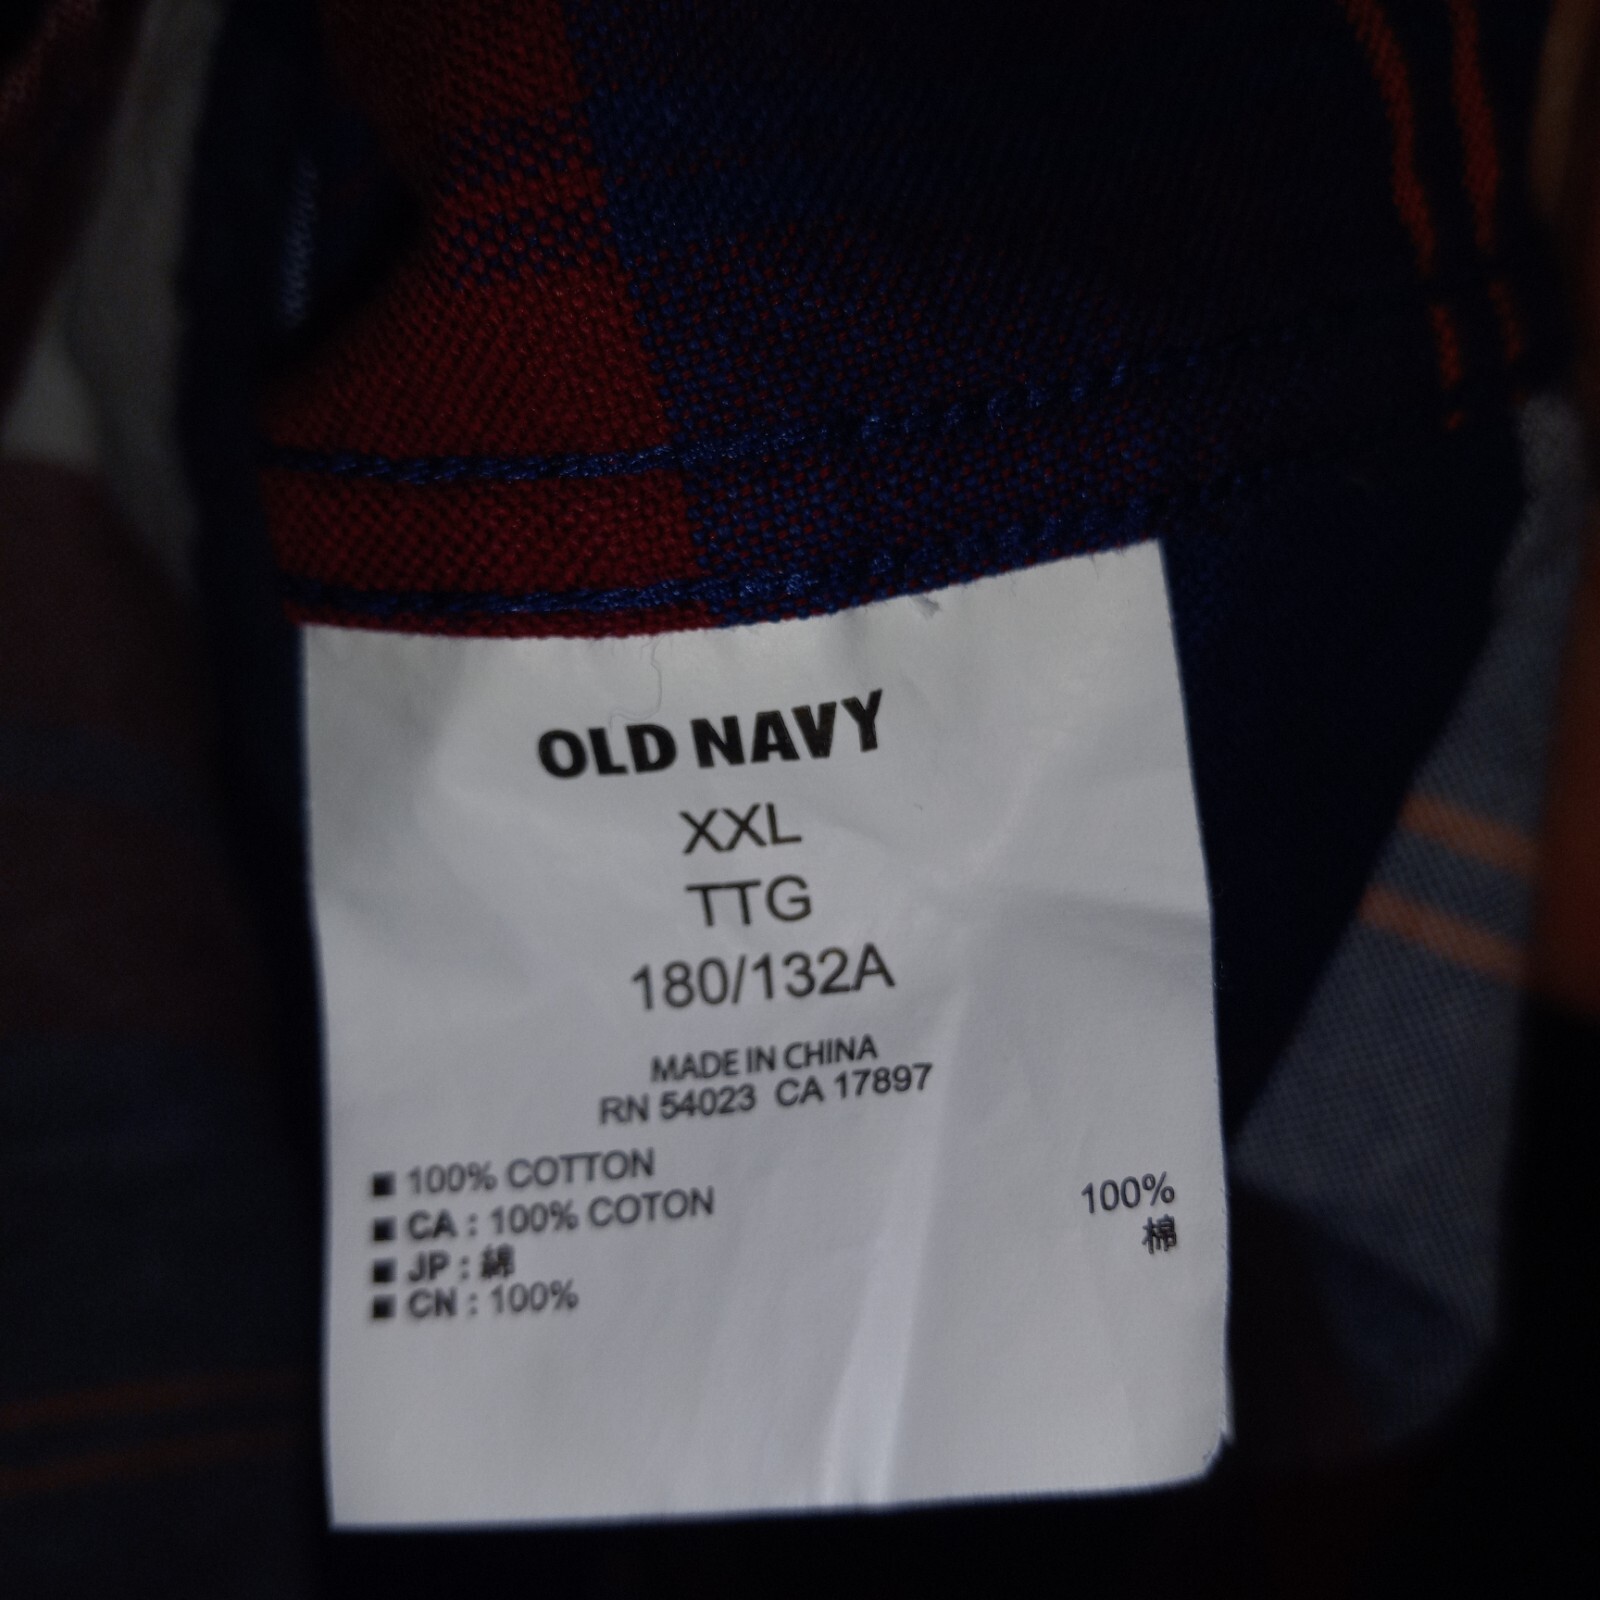 OLD NAVY
XXL
TTG
180/132A
MADE IN CHINA
RN 54023 CA 17897
■ 100% COTTON
■ CA : 100% COTON
■ JP : 綿
■ CN : 100%
100%
棉